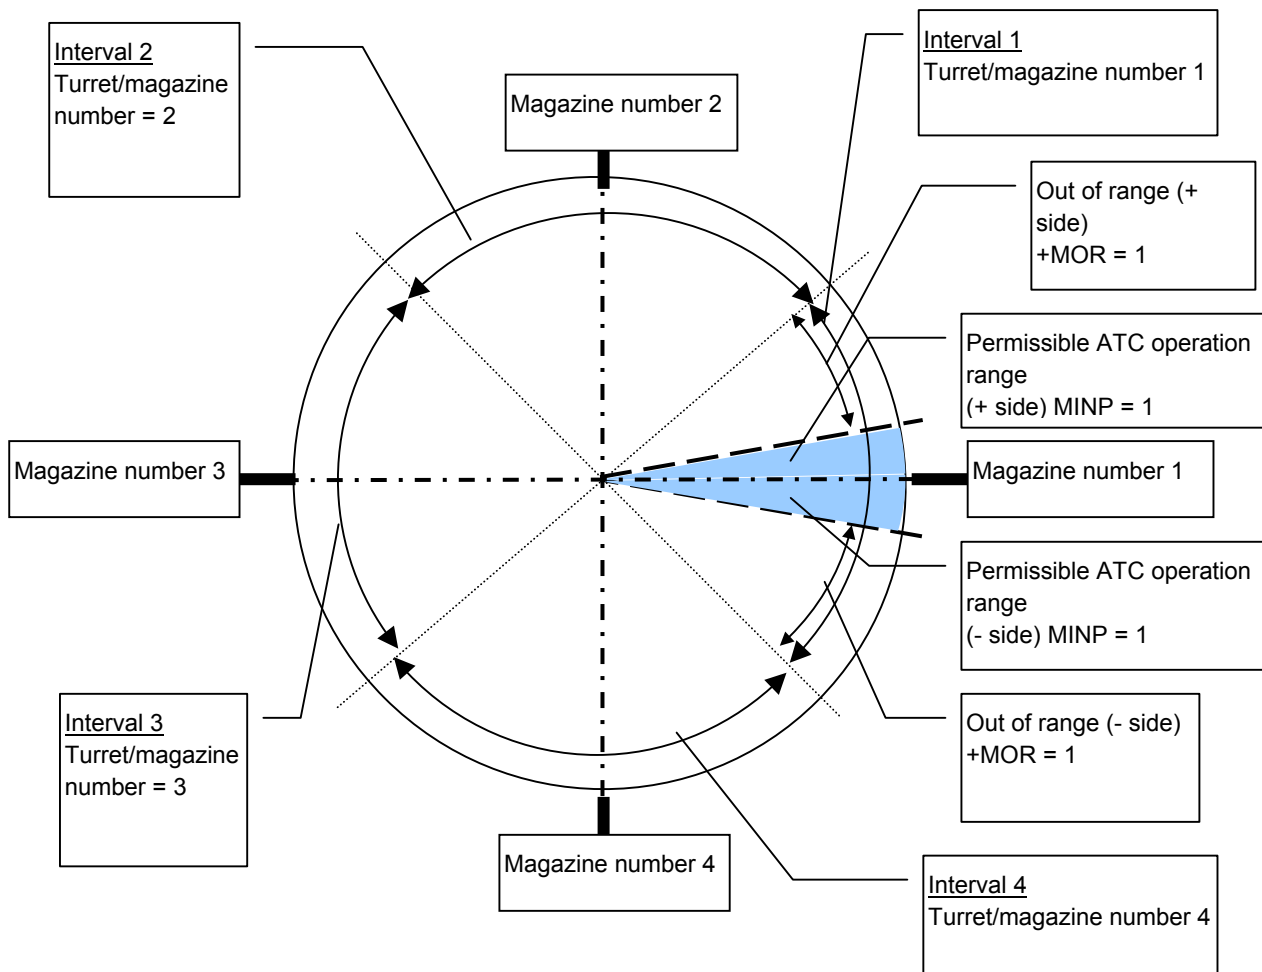 Interval 2
Turret/magazine
number = 2
Magazine number 2
Interval 1
Turret/magazine number 1
Out of range (+
side)
+MOR = 1
Permissible ATC operation
range
(+ side) MINP = 1
Magazine number 3
Magazine number 1
Permissible ATC operation
range
(- side) MINP = 1
Interval 3
Turret/magazine
number = 3
Out of range (- side)
+MOR = 1
Magazine number 4
Interval 4
Turret/magazine number 4